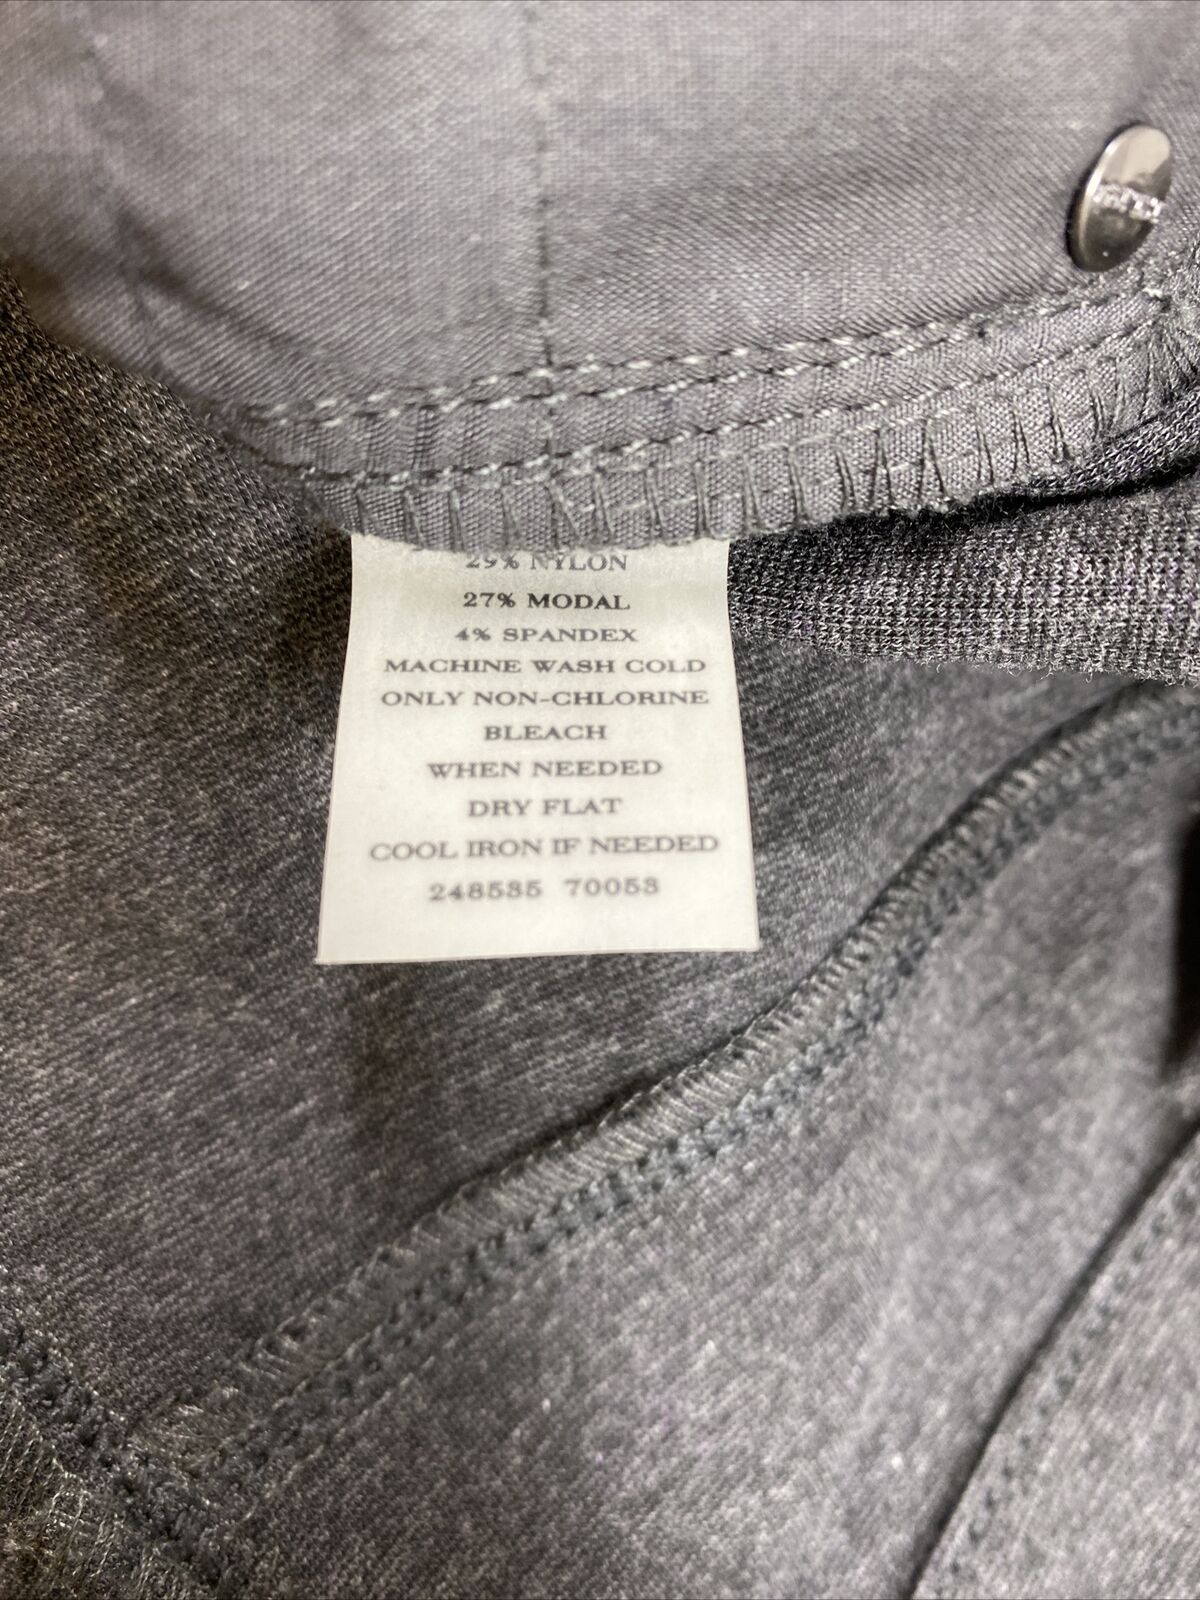 29% NYLON
27% MODAL
4% SPANDEX
MACHINE WASH COLD
ONLY NON-CHLORINE
BLEACH
WHEN NEEDED
DRY FLAT
COOL IRON IF NEEDED
248535 70053